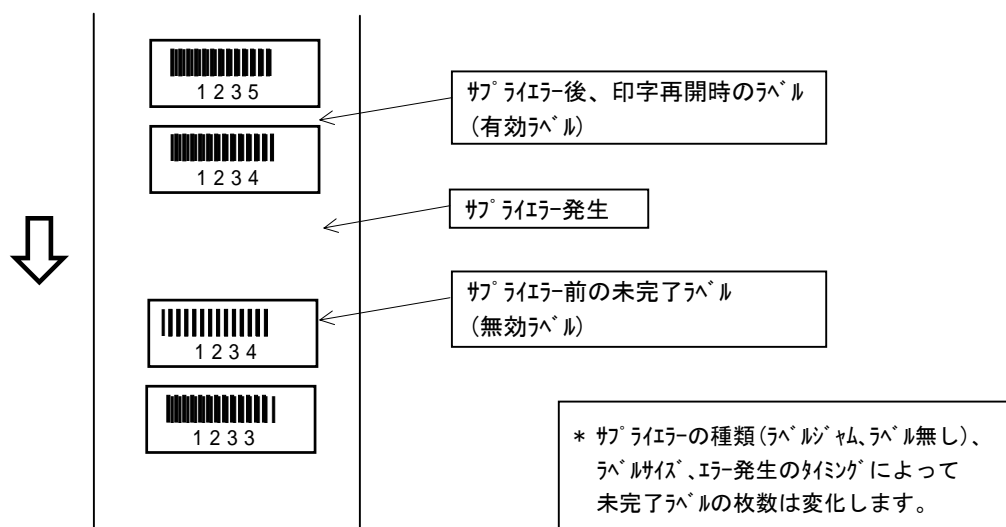 1235
サプライエラー後、印字再開時のラベル
(有効ラベル)
1234
サプライエラー発生
サプライエラー前の未完了ラベル
(無効ラベル)
1234
1233
* サプライエラーの種類(ラベルジャム、ラベル無し)、
ラベルサイズ、エラー発生のタイミングによって
未完了ラベルの枚数は変化します。